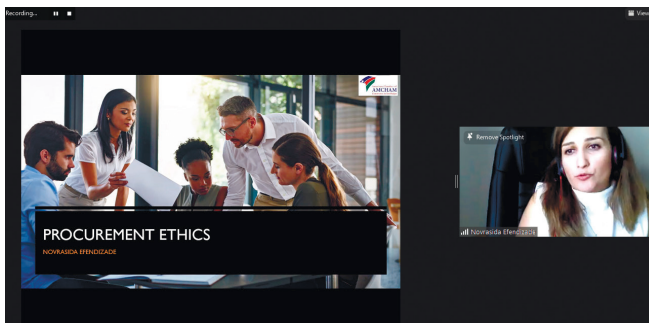 Recording...
View
AMCHAM
PROCUREMENT ETHICS
NOVRASIDA EFENDIZADE
Remove Spotlight
Novrasida Efendizade